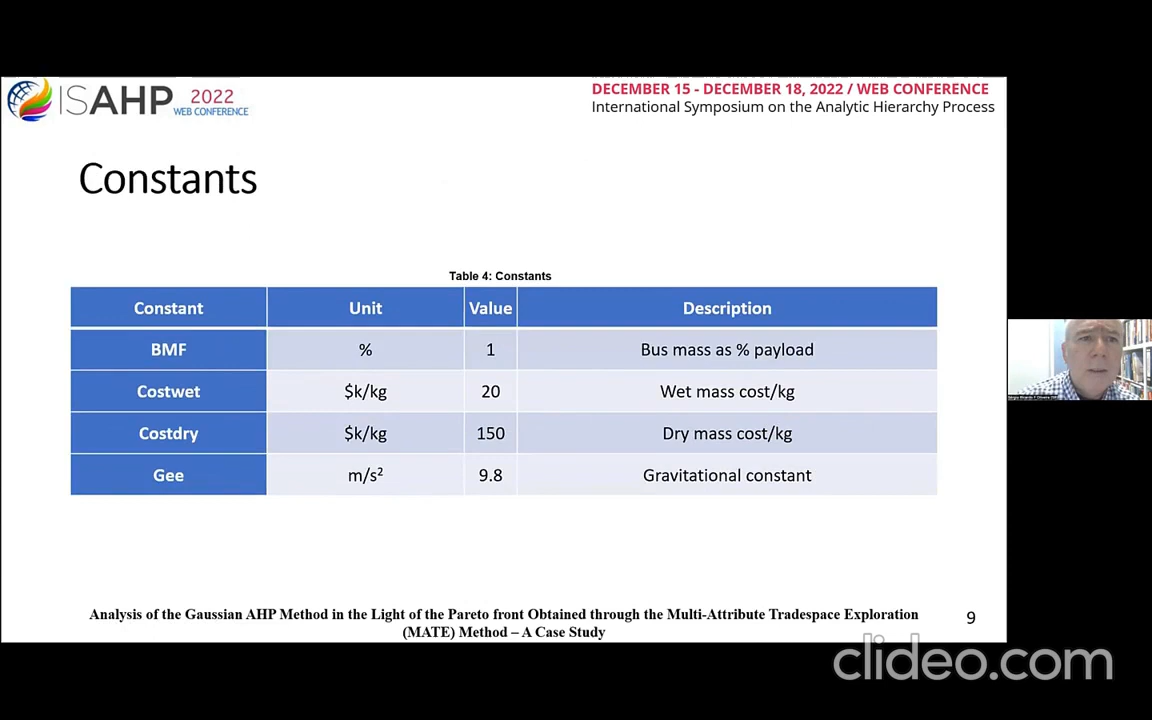 ISAHP 2022
WEB CONFERENCE
DECEMBER 15 - DECEMBER 18, 2022 / WEB CONFERENCE
International Symposium on the Analytic Hierarchy Process
Constants
Table 4: Constants
Constant Unit Value Description
BMF % 1 Bus mass as % payload
Costwet $k/kg 20 Wet mass cost/kg
Costdry $k/kg 150 Dry mass cost/kg
Gee m/s² 9.8 Gravitational constant
Analysis of the Gaussian AHP Method in the Light of the Pareto front Obtained through the Multi-Attribute Tradespace Exploration
(MATE) Method – A Case Study
9
clideo.com